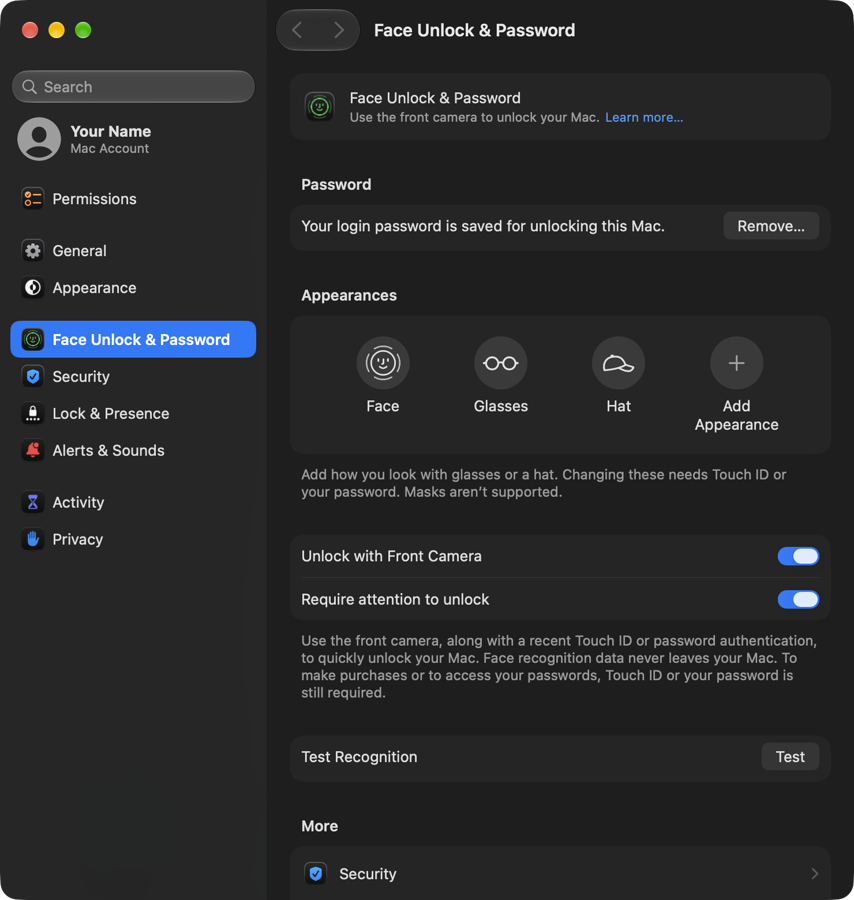 Face Unlock & Password
Search
Your Name
Mac Account
Permissions
General
Appearance
Face Unlock & Password
Security
Lock & Presence
Alerts & Sounds
Activity
Privacy
Face Unlock & Password
Use the front camera to unlock your Mac. Learn more...
Password
Your login password is saved for unlocking this Mac.
Remove...
Appearances
Face
Glasses
Hat
Add
Appearance
Add how you look with glasses or a hat. Changing these needs Touch ID or
your password. Masks aren’t supported.
Unlock with Front Camera
Require attention to unlock
Use the front camera, along with a recent Touch ID or password authentication,
to quickly unlock your Mac. Face recognition data never leaves your Mac. To
make purchases or to access your passwords, Touch ID or your password is
still required.
Test Recognition
Test
More
Security